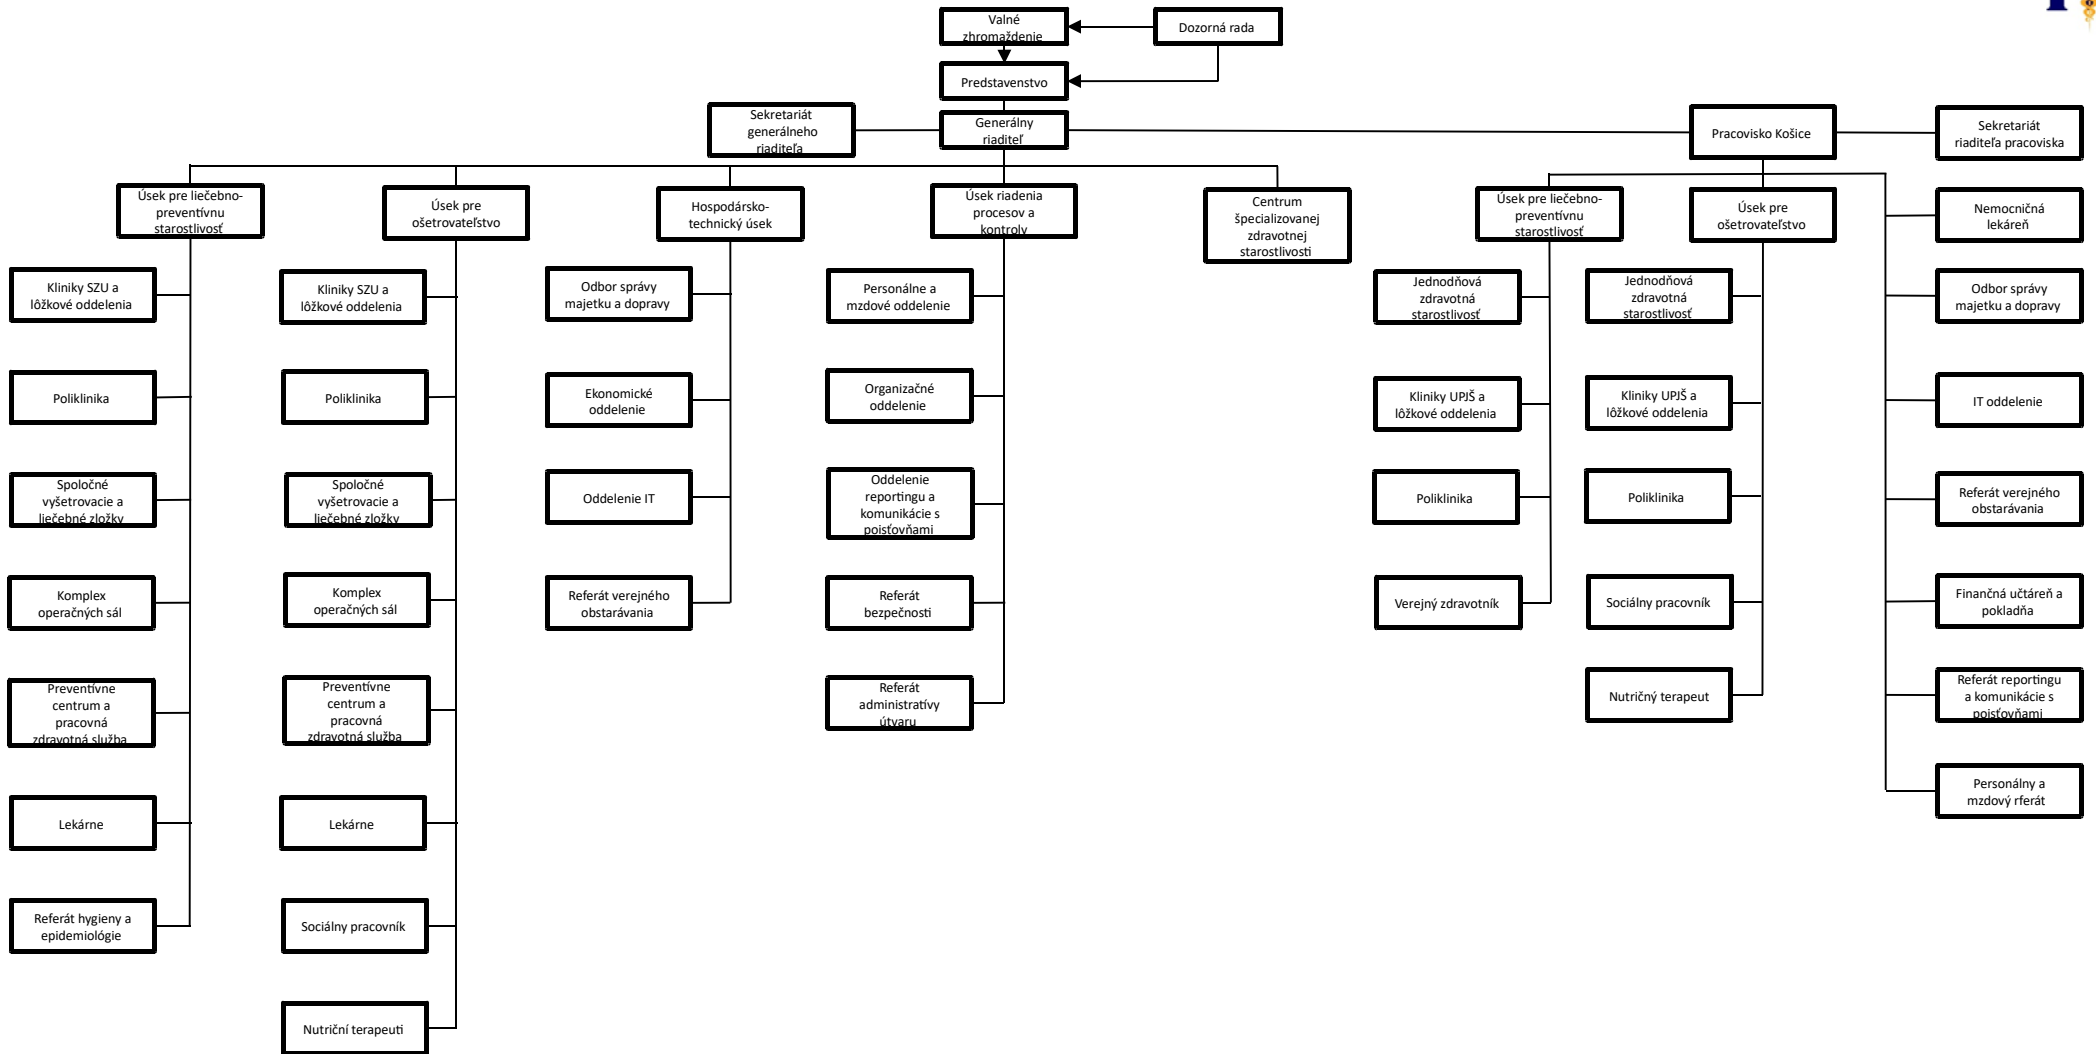 Valné
zhromaždenie
Dozorná rada
Predstavenstvo
Sekretariát
generálneho
riaditeľa
Generálny
riaditeľ
Pracovisko Košice
Sekretariát
riaditeľa pracoviska
Úsek pre liečebno-
preventívnu
starostlivosť
Úsek pre
ošetrovateľstvo
Hospodársko-
technický úsek
Úsek riadenia
procesov a
kontroly
Centrum
špecializovanej
zdravotnej
starostlivosti
Úsek pre liečebno-
preventívnu
starostlivosť
Úsek pre
ošetrovateľstvo
Nemocničná
lekáreň
Kliniky SZU a
lôžkové oddelenia
Kliniky SZU a
lôžkové oddelenia
Odbor správy
majetku a dopravy
Personálne a
mzdové oddelenie
Jednodňová
zdravotná
starostlivosť
Jednodňová
zdravotná
starostlivosť
Odbor správy
majetku a dopravy
Poliklinika
Poliklinika
Ekonomické
oddelenie
Organizačné
oddelenie
Kliniky UPJŠ a
lôžkové oddelenia
Kliniky UPJŠ a
lôžkové oddelenia
IT oddelenie
Spoločné
vyšetrovacie a
liečebné zložky
Spoločné
vyšetrovacie a
liečebné zložky
Oddelenie IT
Oddelenie
reportingu a
komunikácie s
poisťovňami
Poliklinika
Poliklinika
Referát verejného
obstarávania
Komplex
operačných sál
Komplex
operačných sál
Referát verejného
obstarávania
Referát
bezpečnosti
Verejný zdravotník
Sociálny pracovník
Finančná učtáreň a
pokladňa
Preventívne
centrum a
pracovná
zdravotná služba
Preventívne
centrum a
pracovná
zdravotná služba
Referát
administratívy
útvaru
Nutričný terapeut
Referát reportingu
a komunikácie s
poisťovňami
Lekárne
Lekárne
Personálny a
mzdový rferát
Referát hygieny a
epidemiológie
Sociálny pracovník
Nutriční terapeuti